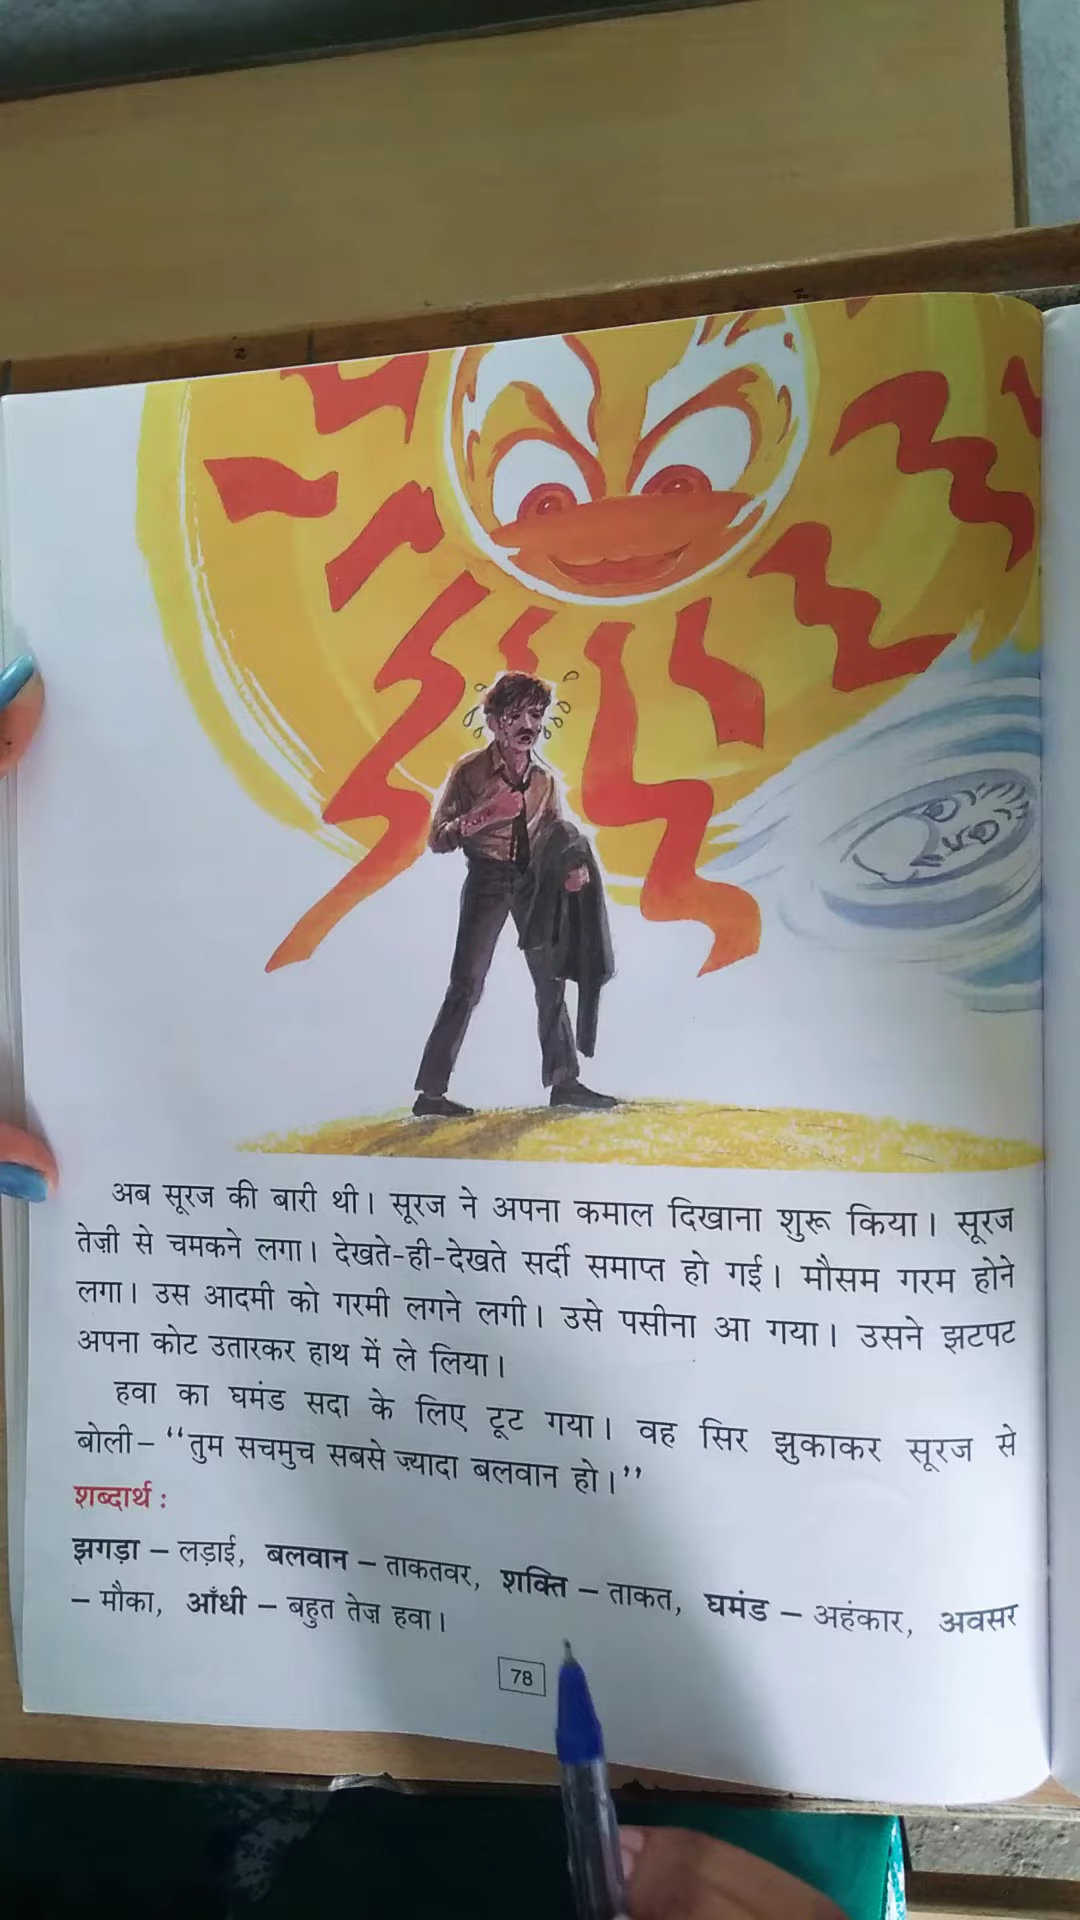 अब सूरज की बारी थी। सूरज ने अपना कमाल दिखाना शुरू किया। सूरज
तेज़ी से चमकने लगा। देखते-ही-देखते सर्दी समाप्त हो गई। मौसम गरम होने
लगा। उस आदमी को गरमी लगने लगी। उसे पसीना आ गया। उसने झटपट
अपना कोट उतारकर हाथ में ले लिया।
हवा का घमंड सदा के लिए टूट गया। वह सिर झुकाकर सूरज से
बोली– ‘‘तुम सचमुच सबसे ज़्यादा बलवान हो।’’
शब्दार्थ :
झगड़ा – लड़ाई, बलवान – ताकतवर, शक्ति – ताकत, घमंड – अहंकार, अवसर
– मौका, आँधी – बहुत तेज़ हवा।
78